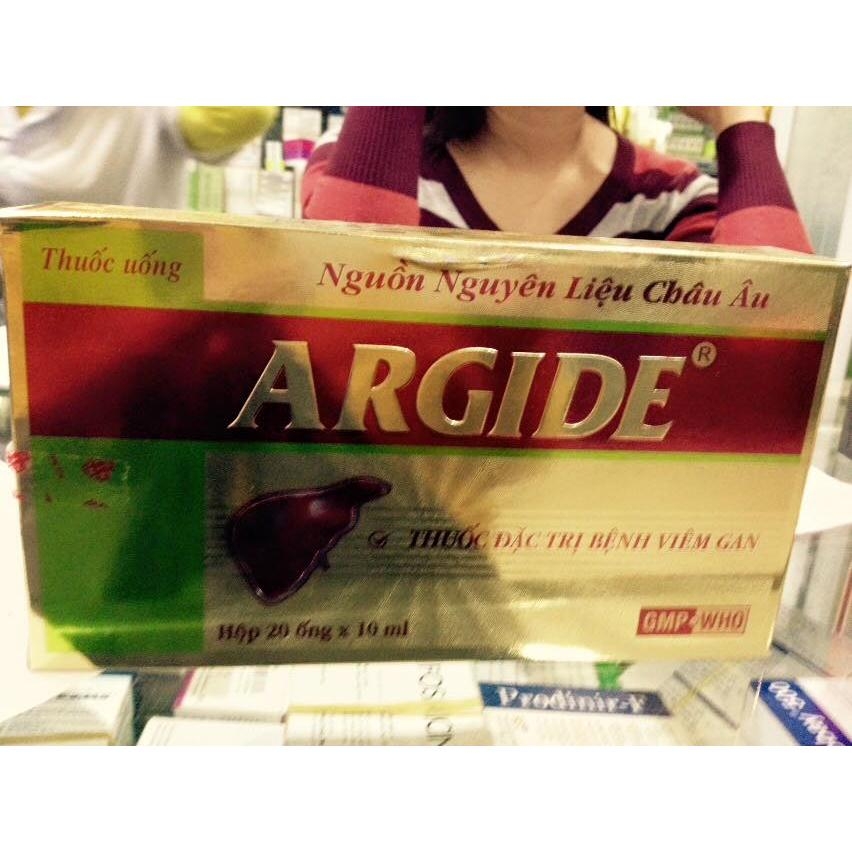 Thuốc uống
Nguồn Nguyên Liệu Châu Âu
ARGIDE®
THUỐC ĐẶC TRỊ BỆNH VIÊM GAN
Hộp 20 ống x 10 ml
GMP-WHO
Prodinir-F